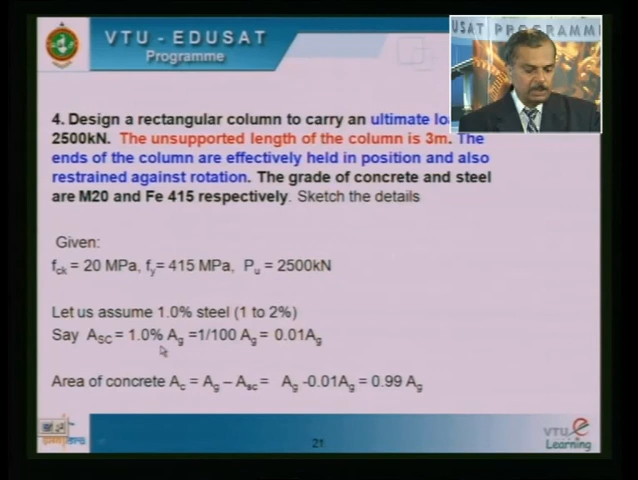 VTU - EDUSAT
Programme
USAT PROGRAMM
4. Design a rectangular column to carry an ultimate lo
2500kN. The unsupported length of the column is 3m. The
ends of the column are effectively held in position and also
restrained against rotation. The grade of concrete and steel
are M20 and Fe 415 respectively. Sketch the details
Given:
fck = 20 MPa, fy= 415 MPa, Pu = 2500kN
Let us assume 1.0% steel (1 to 2%)
Say ASC = 1.0% Ag =1/100 Ag = 0.01Ag
Area of concrete Ac = Ag – Asc = Ag -0.01Ag = 0.99 Ag
21
VTU e
Learning